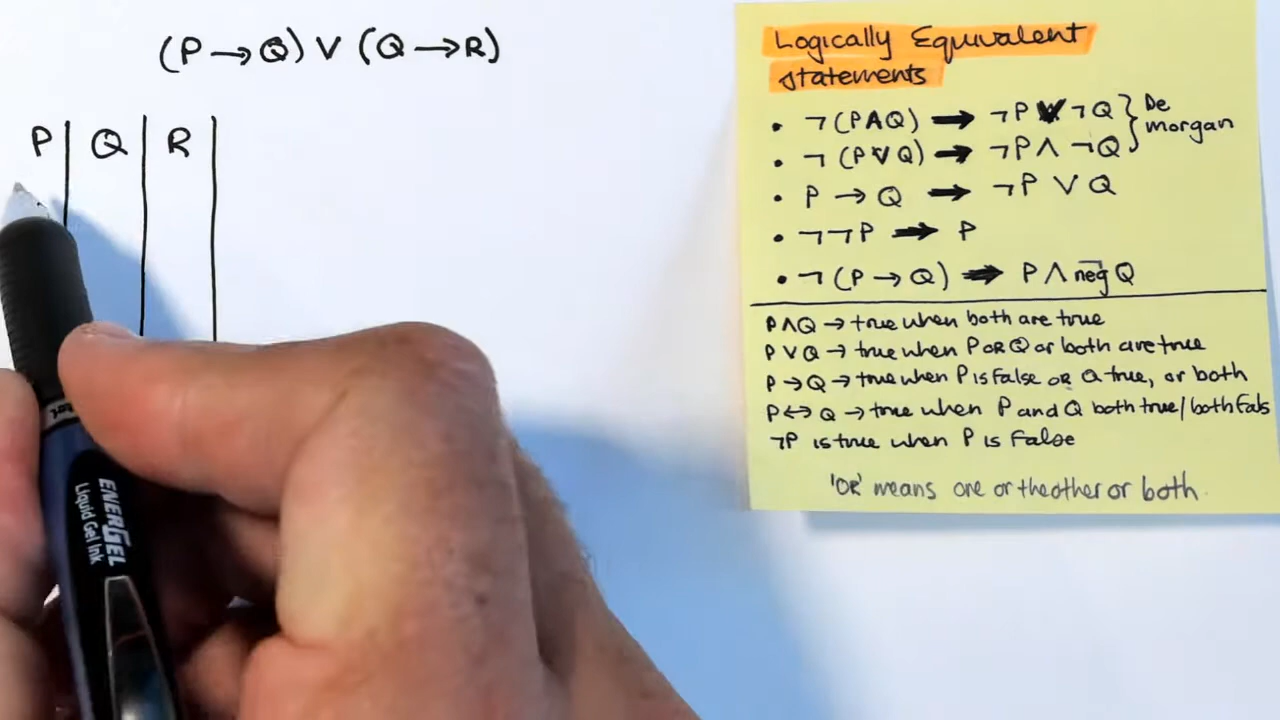 (P → Q) V (Q → R)
P Q R
Logically Equivalent
statements
• ¬ (P ∧ Q) → ¬P V ¬Q } De
morgan
• ¬ (P V Q) → ¬P ∧ ¬Q
• P → Q → ¬P V Q
• ¬¬P → P
• ¬ (P → Q) → P ∧ neg Q
P ∧ Q → true when both are true
P V Q → true when P OR Q or both are true
P → Q → true when P is False OR Q true, or both
P ↔ Q → true when P and Q both true/both Fals
¬P is true when P is False
'OR' means one or the other or both.
ENERGEL
Liquid Gel Ink